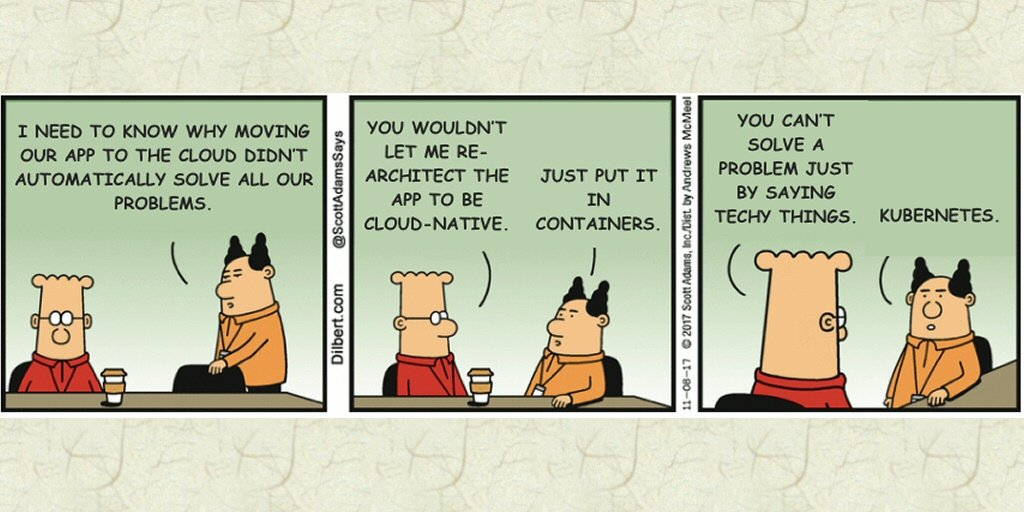 I NEED TO KNOW WHY MOVING
OUR APP TO THE CLOUD DIDN'T
AUTOMATICALLY SOLVE ALL OUR
PROBLEMS.
Dilbert.com @ScottAdamsSays
YOU WOULDN'T
LET ME RE-
ARCHITECT THE
APP TO BE
CLOUD-NATIVE.
JUST PUT IT
IN
CONTAINERS.
11-08-17 © 2017 Scott Adams, Inc./Dist. by Andrews McMeel
YOU CAN'T
SOLVE A
PROBLEM JUST
BY SAYING
TECHY THINGS.
KUBERNETES.